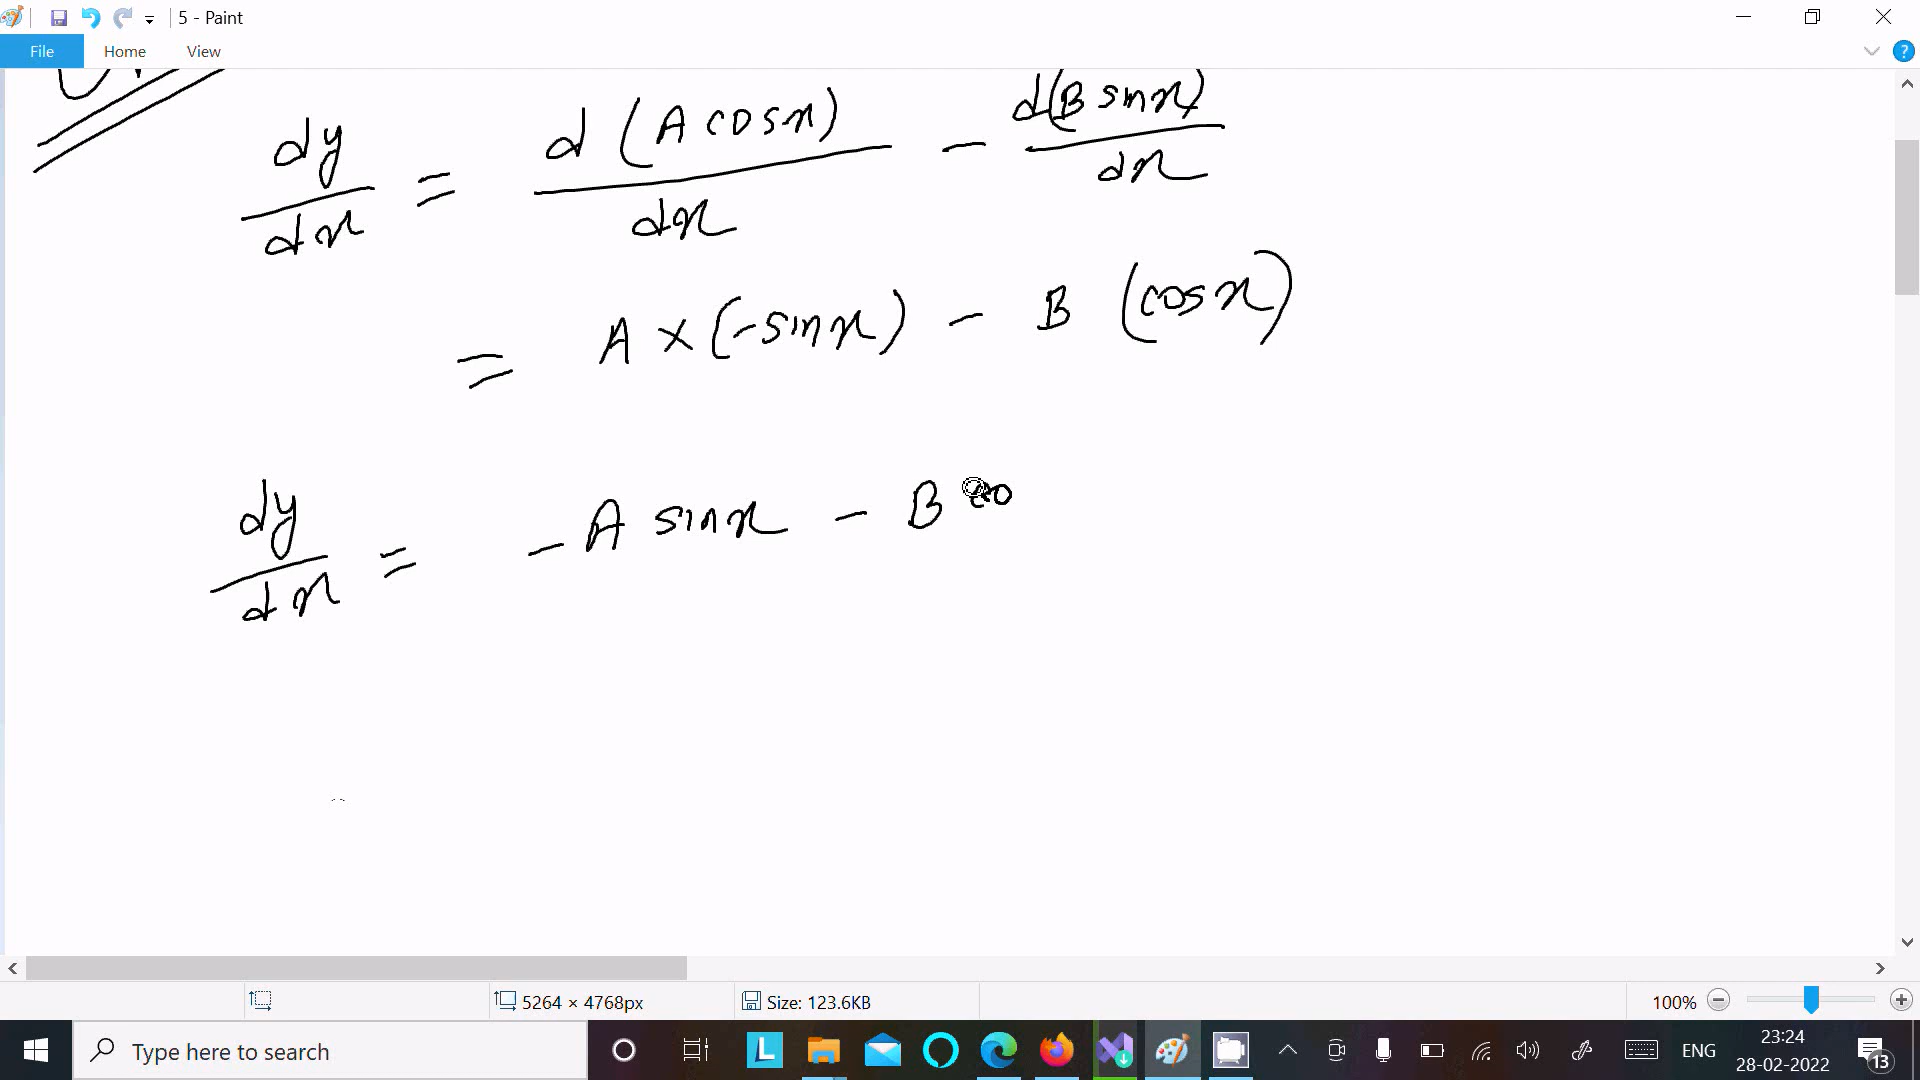 5 - Paint
File Home View
dy/dx = d(A cosx)/dx - d(B sinx)/dx
= A × (-sinx) - B (cosx)
dy/dx = - A sinx - B co
5264 × 4768px Size: 123.6KB 100%
Type here to search ENG 23:24
28-02-2022 13